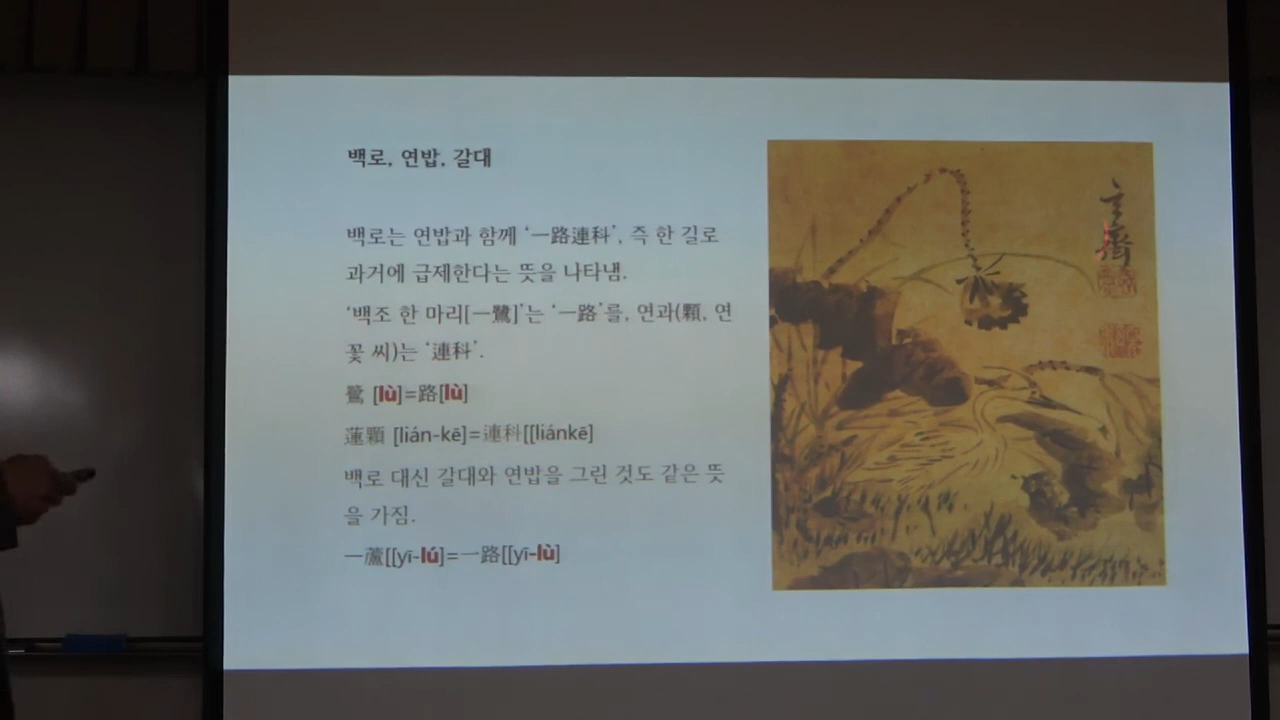 백로, 연밥, 갈대
백로는 연밥과 함께 ‘一路連科’, 즉 한 길로
과거에 급제한다는 뜻을 나타냄.
‘백조 한 마리[一鷺]’는 ‘一路’를, 연과(顆, 연
꽃 씨)는 ‘連科’.
鷺 [lù]=路[lù]
蓮顆 [lián-kē]=連科[[liánkē]
백로 대신 갈대와 연밥을 그린 것도 같은 뜻
을 가짐.
一蘆[[yī-lú]=一路[[yī-lù]
玄齋